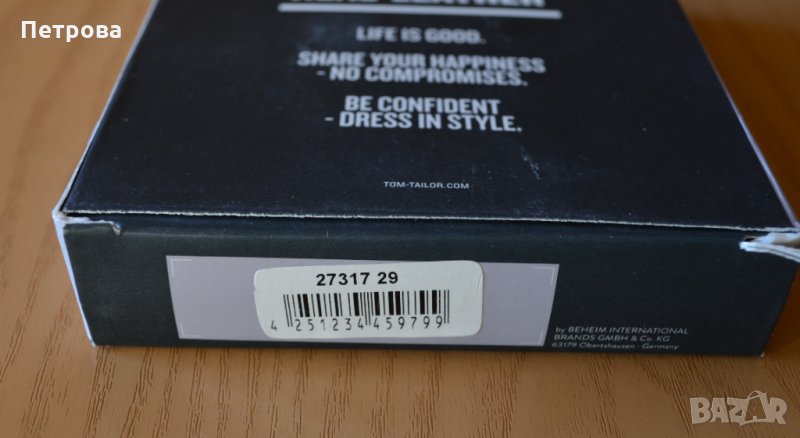 Петрова
LIFE IS GOOD.
SHARE YOUR HAPPINESS
- NO COMPROMISES.
BE CONFIDENT
- DRESS IN STYLE.
TOM-TAILOR.COM
27317 29
4 251234 459799
by BEHEIM INTERNATIONAL
BRANDS GMBH & Co. KG
63179 Obertshausen - Germany
BAZAR